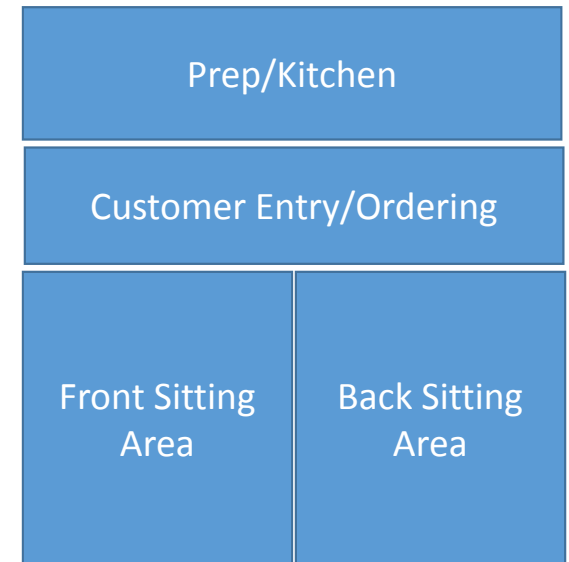 Prep/Kitchen
Customer Entry/Ordering
Front Sitting
Area
Back Sitting
Area